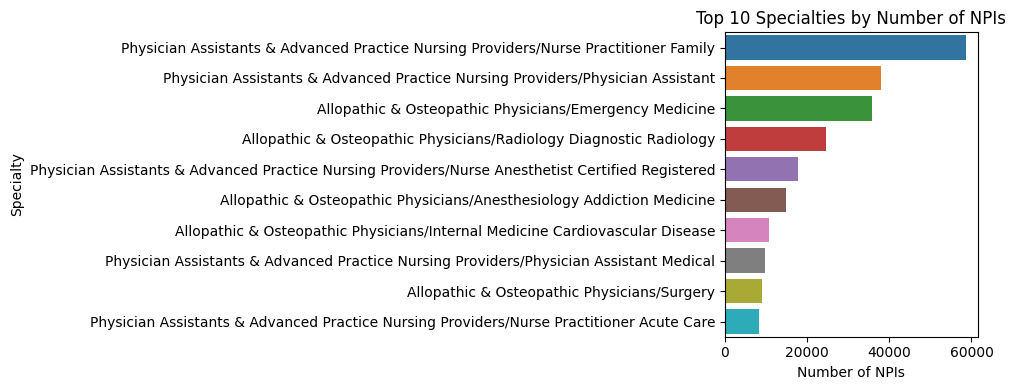 Top 10 Specialties by Number of NPIs
Physician Assistants & Advanced Practice Nursing Providers/Nurse Practitioner Family
Physician Assistants & Advanced Practice Nursing Providers/Physician Assistant
Allopathic & Osteopathic Physicians/Emergency Medicine
Allopathic & Osteopathic Physicians/Radiology Diagnostic Radiology
Physician Assistants & Advanced Practice Nursing Providers/Nurse Anesthetist Certified Registered
Allopathic & Osteopathic Physicians/Anesthesiology Addiction Medicine
Allopathic & Osteopathic Physicians/Internal Medicine Cardiovascular Disease
Physician Assistants & Advanced Practice Nursing Providers/Physician Assistant Medical
Allopathic & Osteopathic Physicians/Surgery
Physician Assistants & Advanced Practice Nursing Providers/Nurse Practitioner Acute Care
Specialty
0 20000 40000 60000
Number of NPIs